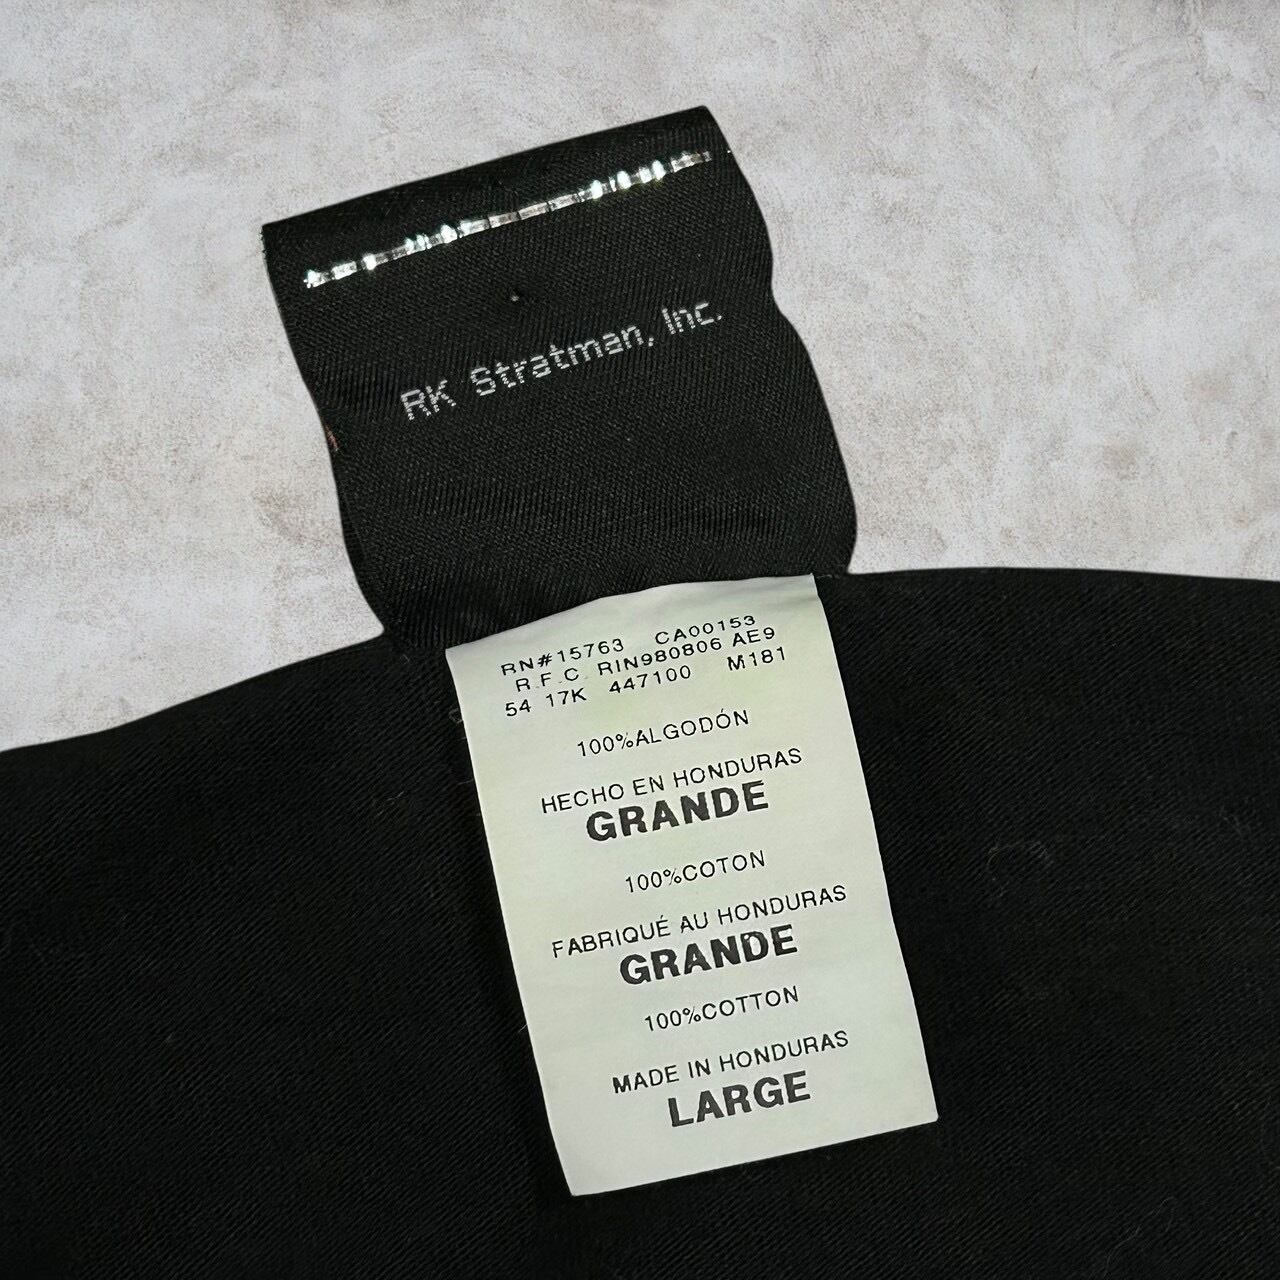 RK Stratman, Inc.
RN#15763 CA00153
R.F.C. RIN980806 AE9
54 17K 447100 M181
100%ALGODÓN
HECHO EN HONDURAS
GRANDE
100%COTON
FABRIQUÉ AU HONDURAS
GRANDE
100%COTTON
MADE IN HONDURAS
LARGE